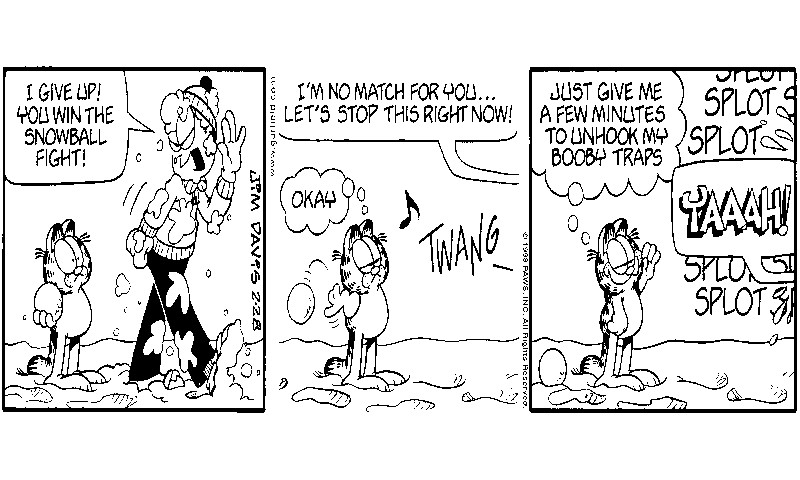 I GIVE UP!
YOU WIN THE
SNOWBALL
FIGHT!
JIM DAVIS 2-28
I'M NO MATCH FOR YOU...
LET'S STOP THIS RIGHT NOW!
OKAY
TWANG
© 1998 PAWS, INC. All Rights Reserved.
JUST GIVE ME
A FEW MINUTES
TO UNHOOK MY
BOOBY TRAPS
SPLOT
SPLOT
SPLOT
YAAAH!
SPLOT